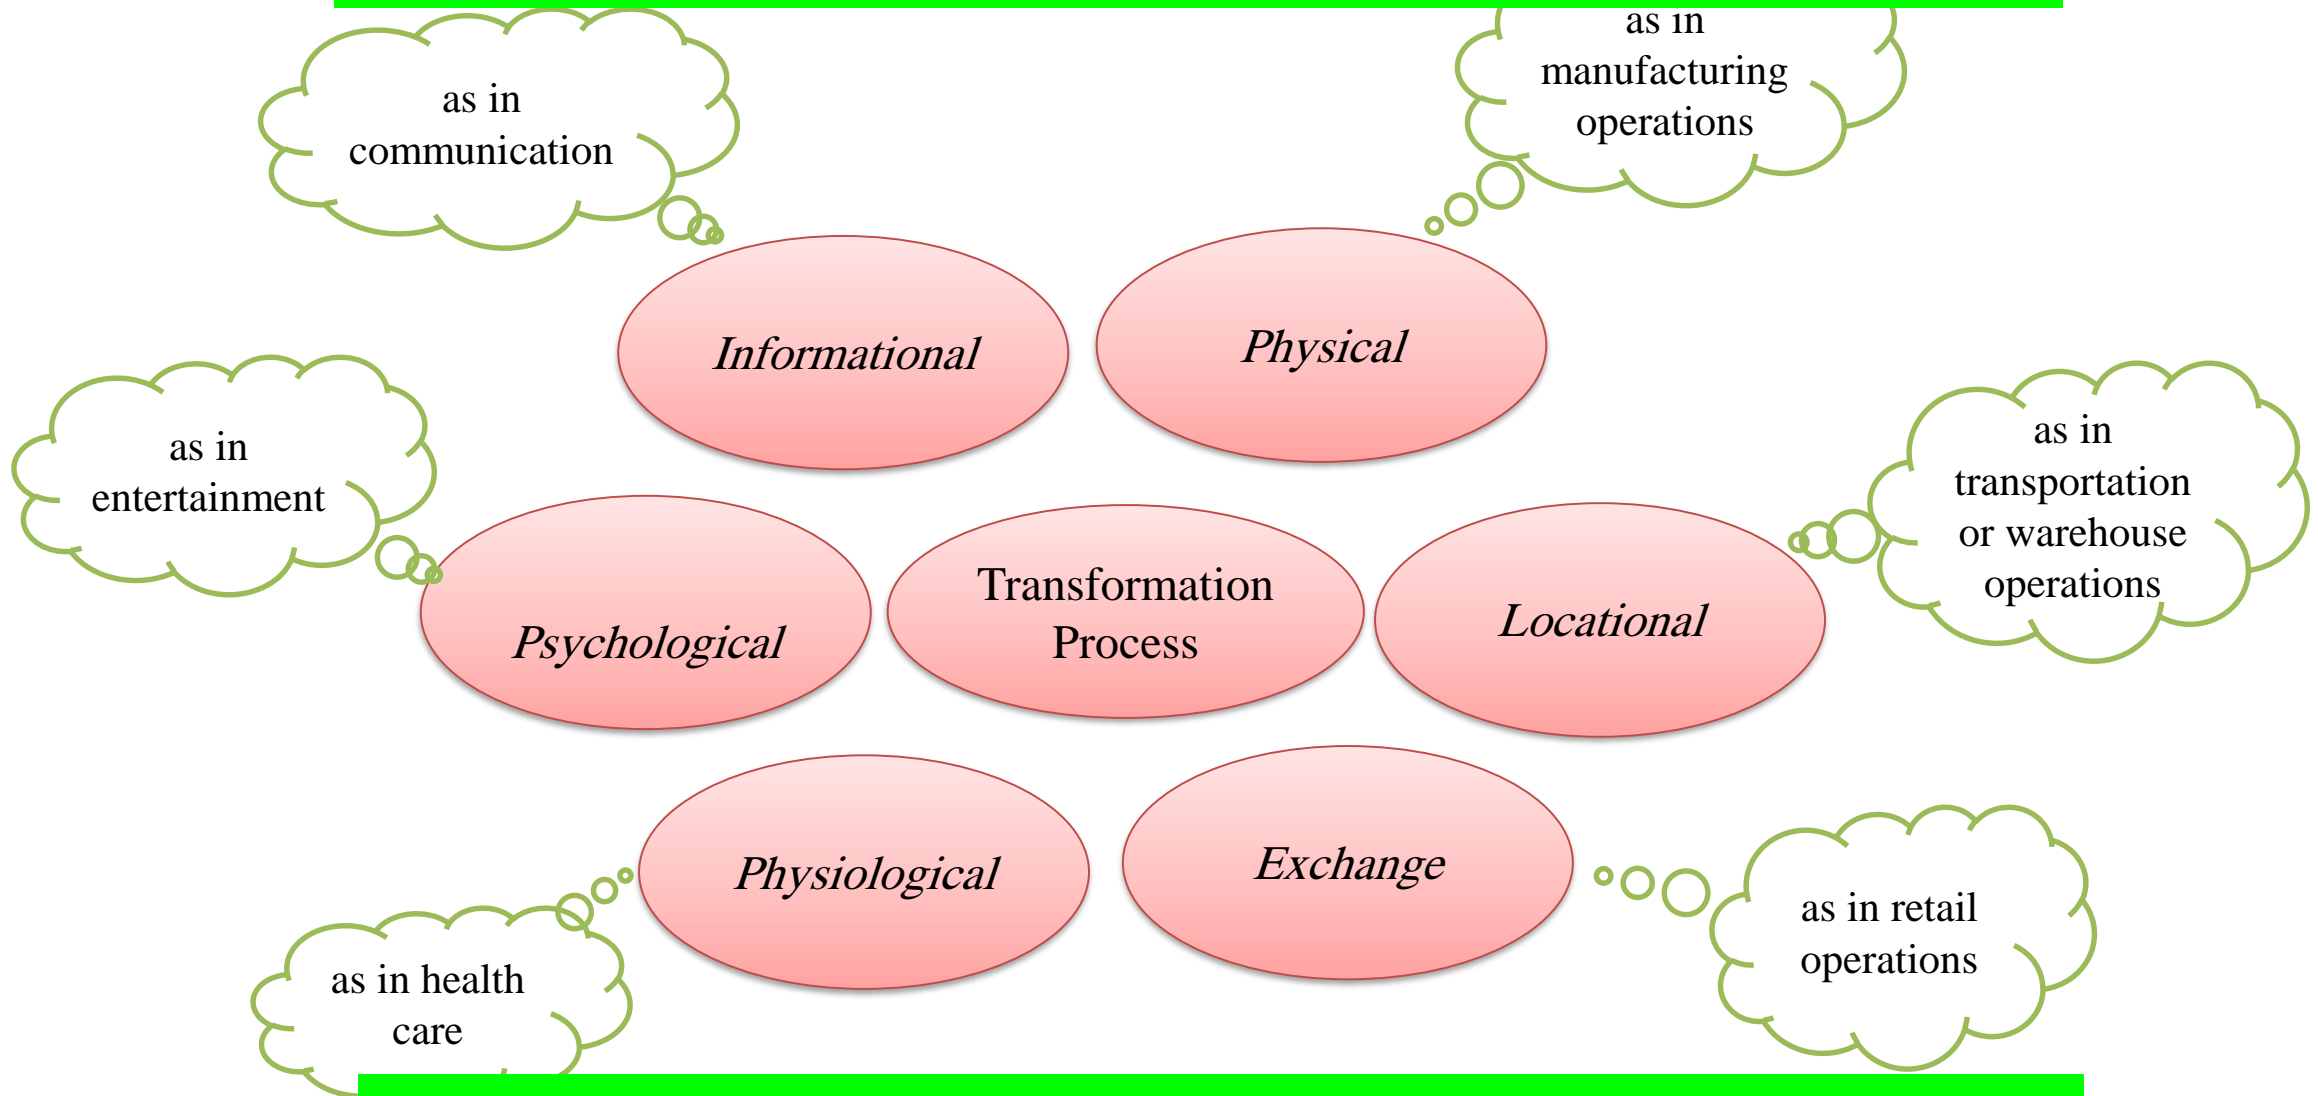 as in
communication
as in
manufacturing
operations
Informational
Physical
as in
entertainment
as in
transportation
or warehouse
operations
Psychological
Transformation
Process
Locational
Physiological
Exchange
as in health
care
as in retail
operations